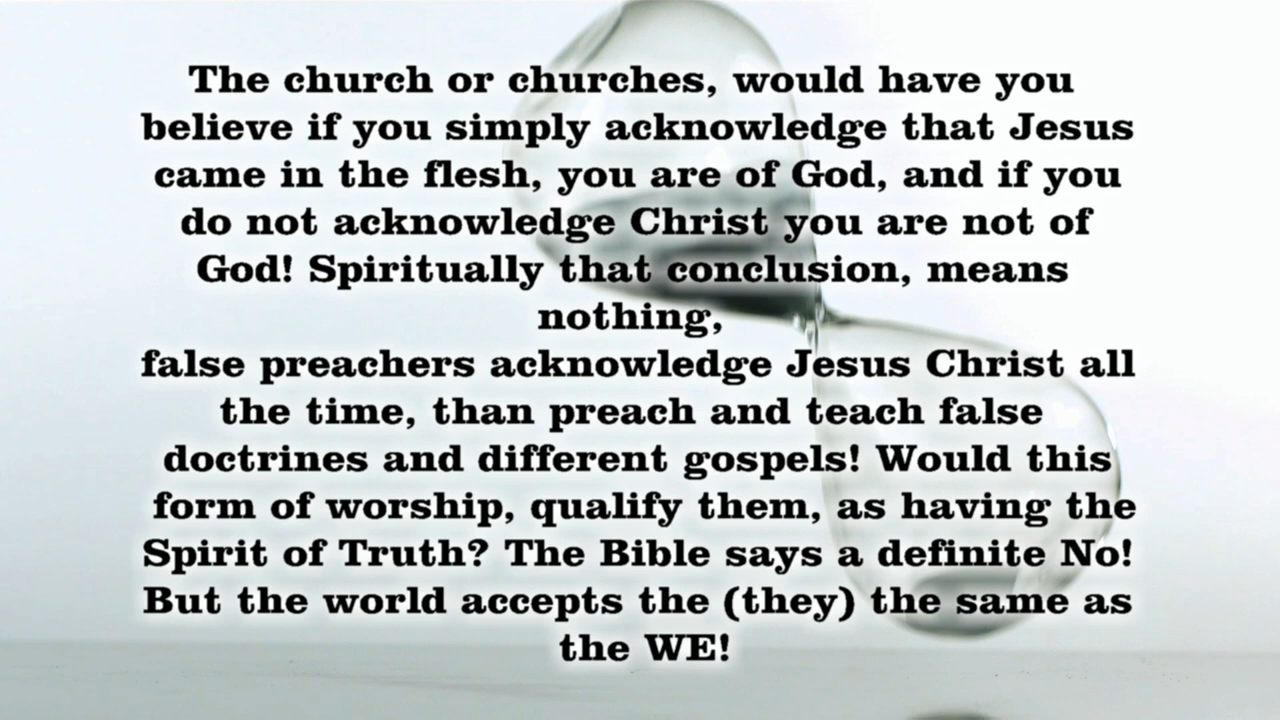 The church or churches, would have you
believe if you simply acknowledge that Jesus
came in the flesh, you are of God, and if you
do not acknowledge Christ you are not of
God! Spiritually that conclusion, means
nothing,
false preachers acknowledge Jesus Christ all
the time, than preach and teach false
doctrines and different gospels! Would this
form of worship, qualify them, as having the
Spirit of Truth? The Bible says a definite No!
But the world accepts the (they) the same as
the WE!